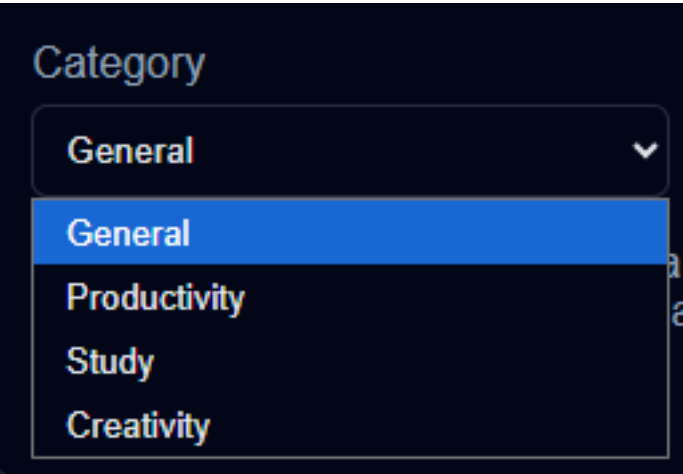 Category
General
General
Productivity
Study
Creativity